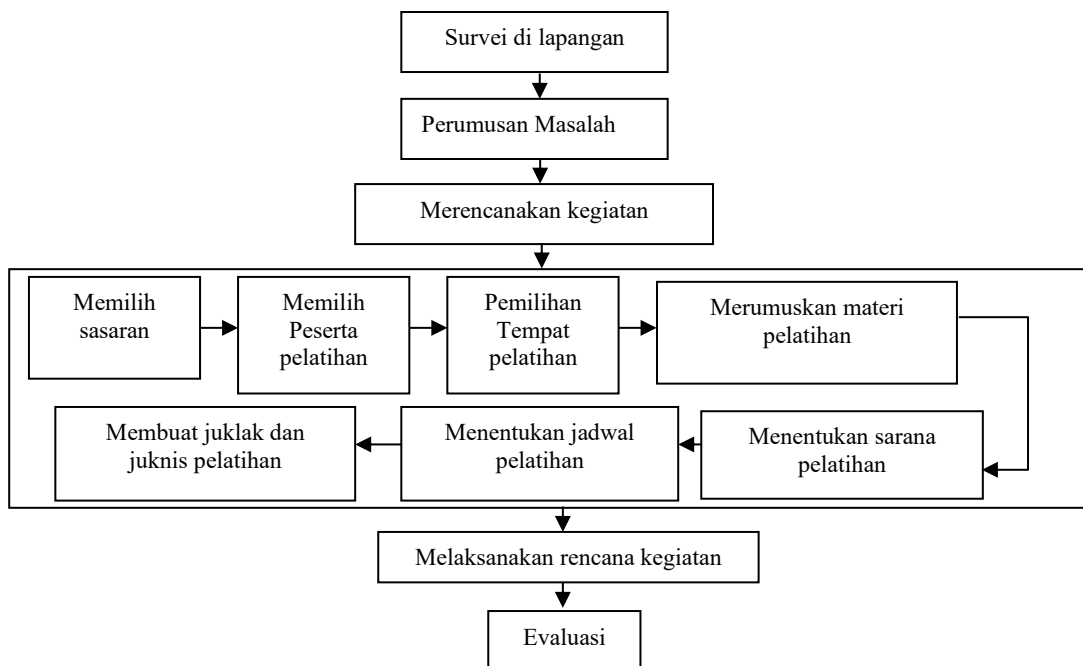 Survei di lapangan
Perumusan Masalah
Merencanakan kegiatan
Memilih
sasaran
Memilih
Peserta
pelatihan
Pemilihan
Tempat
pelatihan
Merumuskan materi
pelatihan
Menentukan sarana
pelatihan
Menentukan jadwal
pelatihan
Membuat juklak dan
juknis pelatihan
Melaksanakan rencana kegiatan
Evaluasi